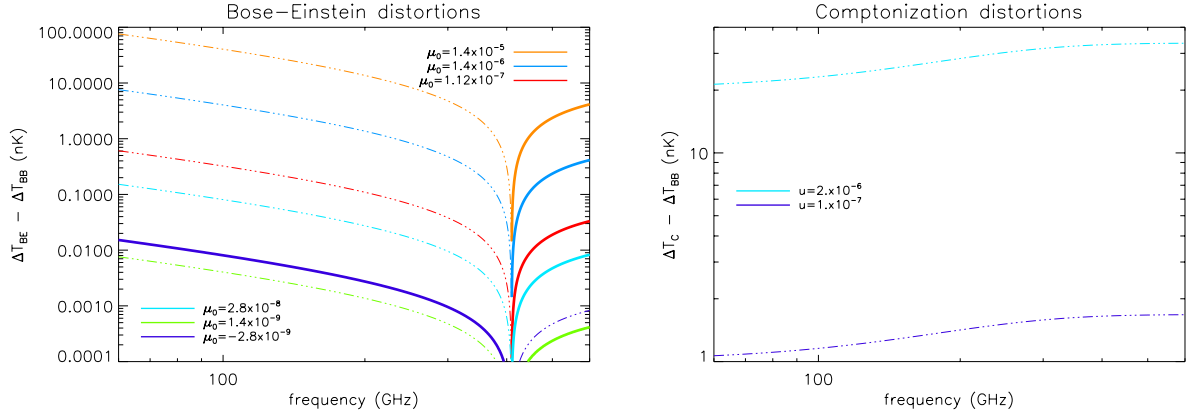 Bose−Einstein distortions
100.0000
10.0000
1.0000
0.1000
0.0100
0.0010
0.0001
ΔT_BE − ΔT_BB (nK)
μ₀=1.4x10⁻⁵
μ₀=1.4x10⁻⁶
μ₀=1.12x10⁻⁷
μ₀=2.8x10⁻⁸
μ₀=1.4x10⁻⁹
μ₀=−2.8x10⁻⁹
100
frequency (GHz)
Comptonization distortions
10
1
ΔT_C − ΔT_BB (nK)
u=2.x10⁻⁶
u=1.x10⁻⁷
100
frequency (GHz)